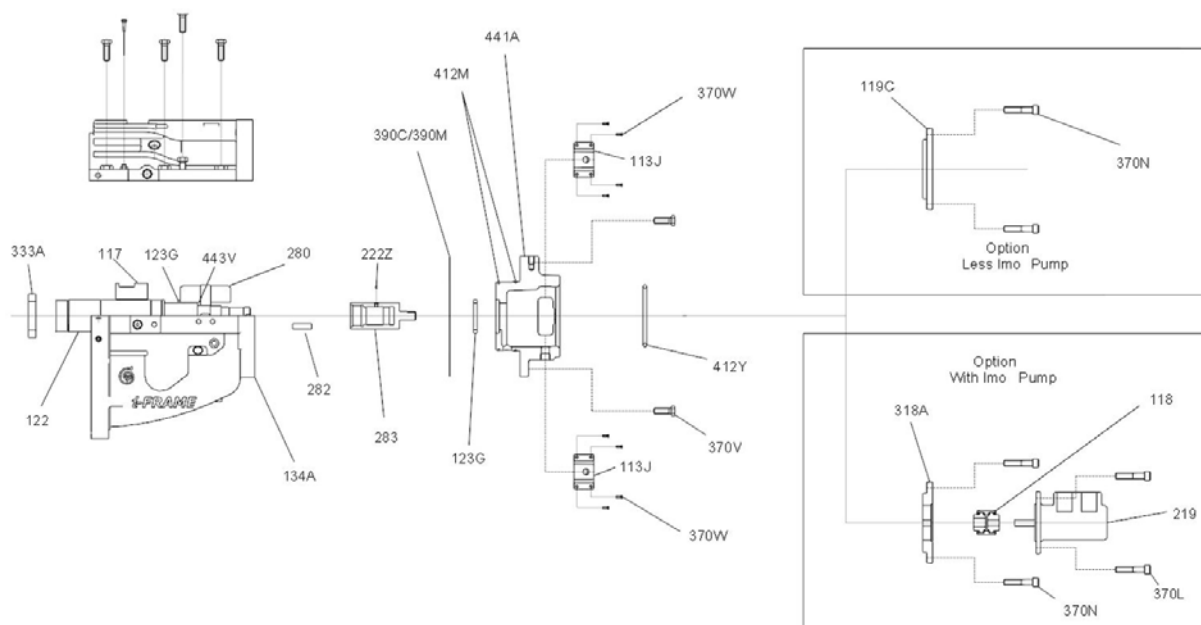 441A
412M
370W
119C
390C/390M
113J
370N
Option
Less Imo Pump
333A
117
123G
443V
280
222Z
282
412Y
Option
With Imo Pump
122
1-FRAME
283
123G
134A
370V
113J
370W
318A
118
219
370N
370L